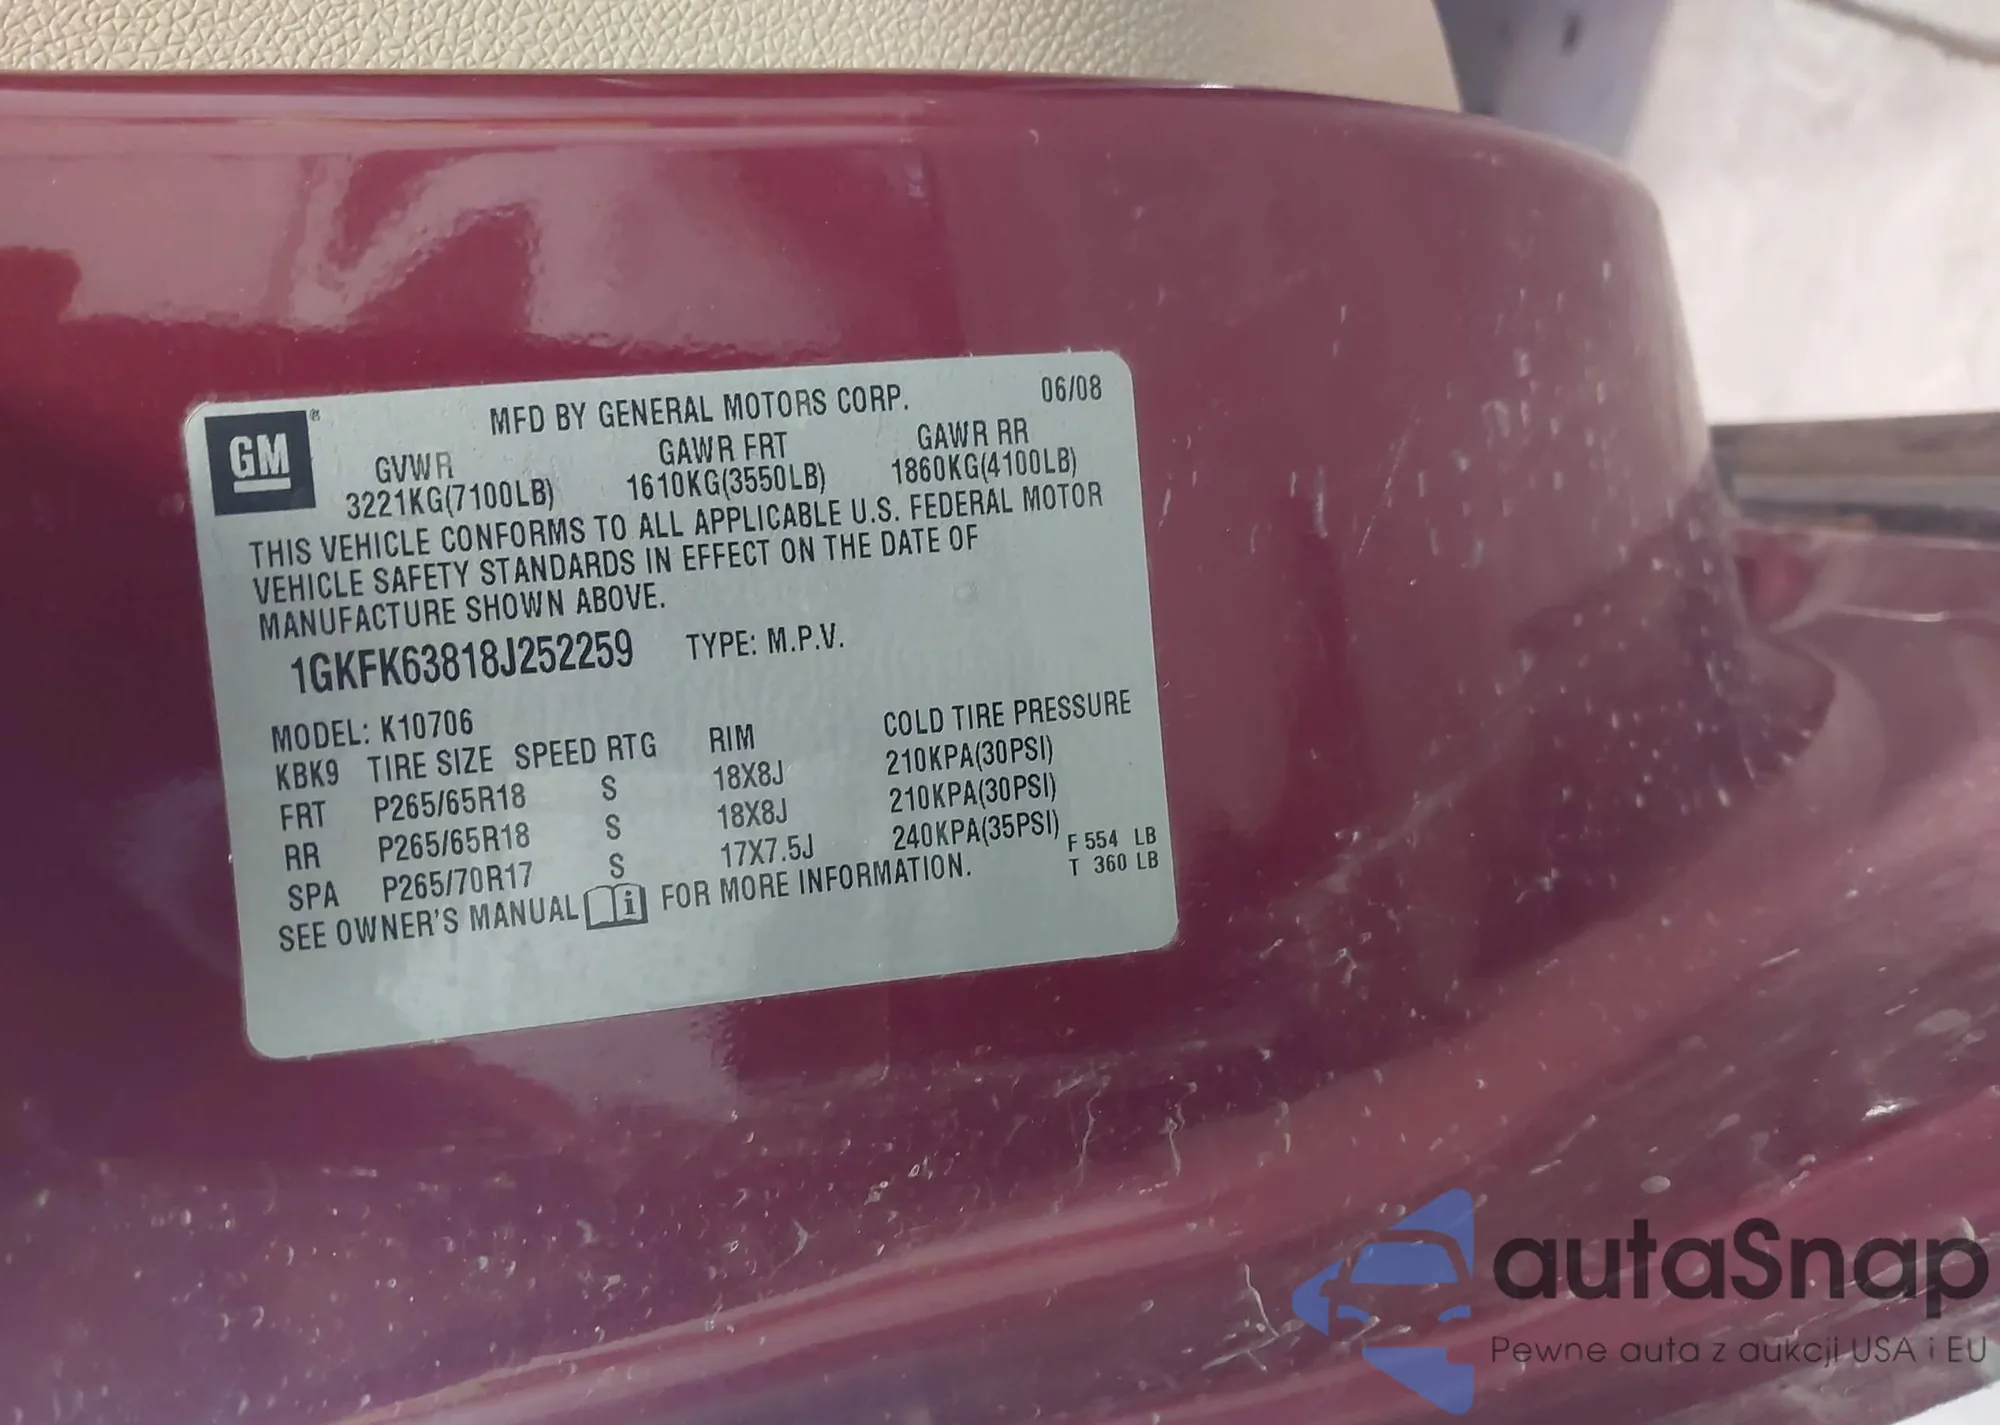 GM ®
MFD BY GENERAL MOTORS CORP. 06/08
GVWR GAWR FRT GAWR RR
3221KG(7100LB) 1610KG(3550LB) 1860KG(4100LB)
THIS VEHICLE CONFORMS TO ALL APPLICABLE U.S. FEDERAL MOTOR
VEHICLE SAFETY STANDARDS IN EFFECT ON THE DATE OF
MANUFACTURE SHOWN ABOVE.
1GKFK63818J252259 TYPE: M.P.V.
MODEL: K10706
KBK9 TIRE SIZE SPEED RTG RIM COLD TIRE PRESSURE
FRT P265/65R18 S 18X8J 210KPA(30PSI)
RR P265/65R18 S 18X8J 210KPA(30PSI)
SPA P265/70R17 S 17X7.5J 240KPA(35PSI)
SEE OWNER'S MANUAL i FOR MORE INFORMATION.
F 554 LB
T 360 LB
autaSnap
Pewne auta z aukcji USA i EU